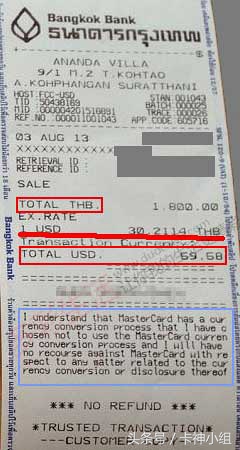 Bangkok Bank
ธนาคารกรุงเทพ
ANANDA VILLA
9/1 M.2 T.KOHTAO
A.KOHPHANGAN SURATTHANI
HOST:FCC-USD STAN:001043
TID :50438189 BATCH:000025
MID :000004201516891 TRACE:000025
REF.NO :000011001043 APP CODE:605716
03 AUG 13
RETRIEVAL ID :
REFERENCE ID :
SALE
TOTAL THB. 1,800.00
EX.RATE
1 USD 30.2114 THB
Transaction Currency
TOTAL USD. 59.58
I understand that MasterCard has a cur
rency conversion process that I have c
hosen not to use the MasterCard curren
cy conversion process and I will have
no recourse against MasterCard with re
spect to any matter related to the cur
rency conversion or disclosure thereof
*** NO REFUND ***
*TRUSTED TRANSACTION*
----CUSTOMER
Bangkok Bank
头条号／卡神小组